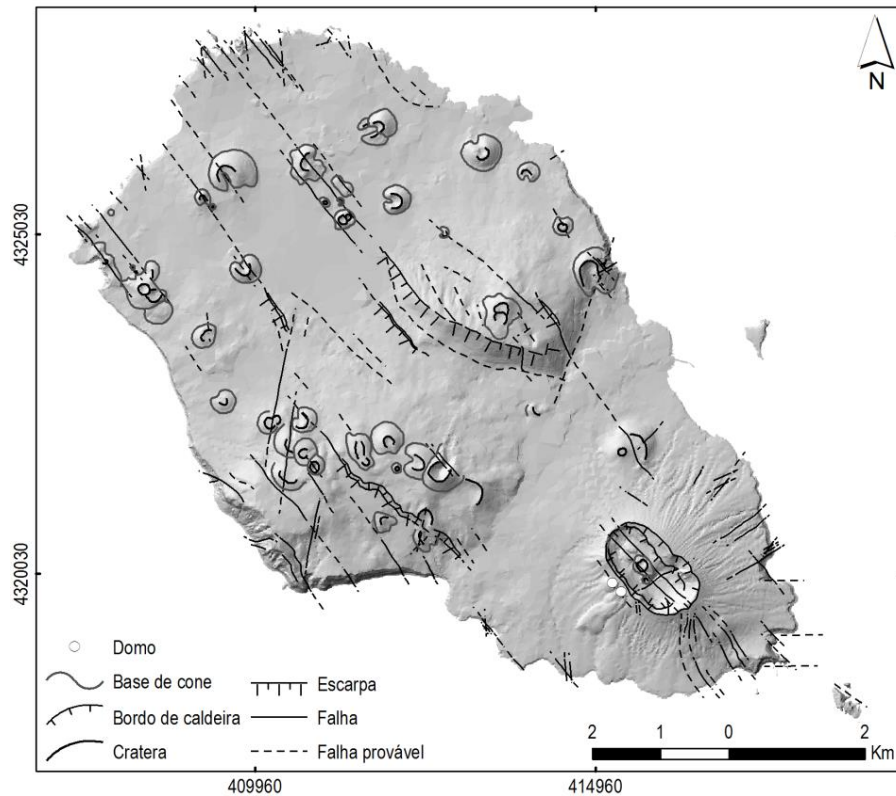 N
4325030
4320030
Domo
Base de cone
Bordo de caldeira
Cratera
Escarpa
Falha
Falha provável
2 1 0 2
Km
409960 414960